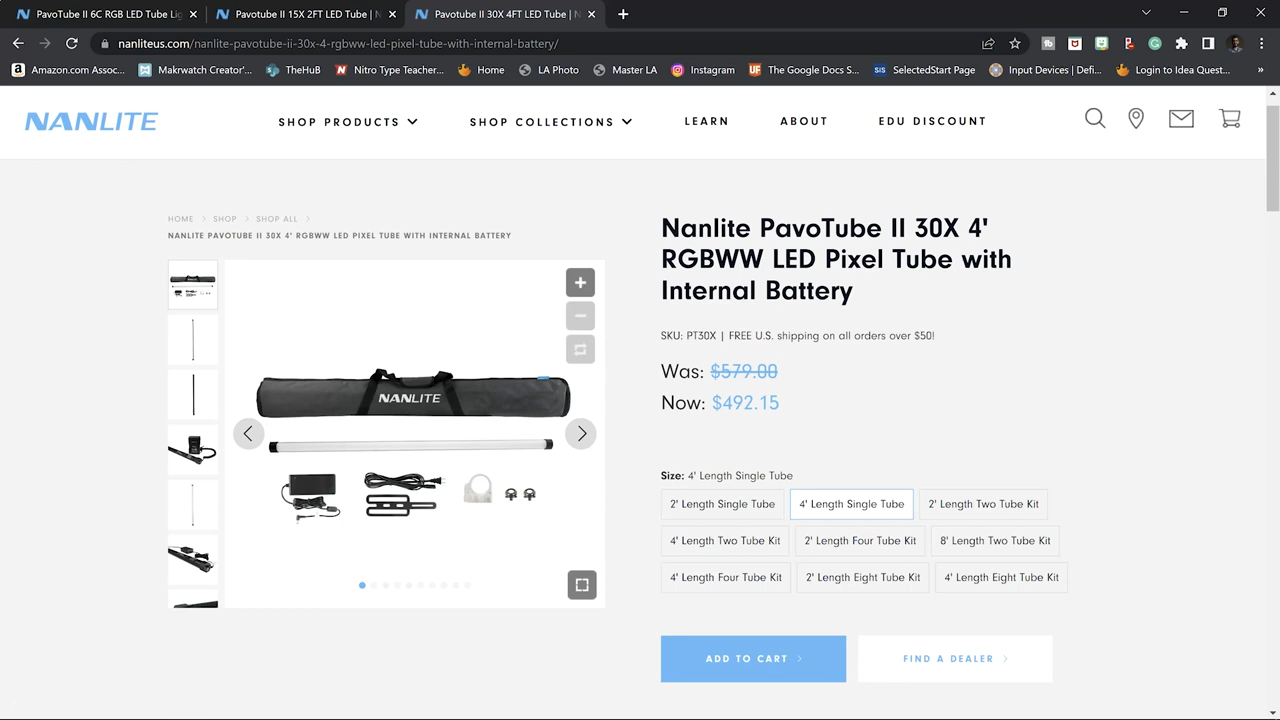 PavoTube II 6C RGB LED Tube Lig
Pavotube II 15X 2FT LED Tube | N
Pavotube II 30X 4FT LED Tube | N
nanliteus.com/nanlite-pavotube-ii-30x-4-rgbww-led-pixel-tube-with-internal-battery/
Amazon.com Assoc...
Makrwatch Creator'...
TheHub
Nitro Type Teacher...
Home
LA Photo
Master LA
Instagram
The Google Docs S...
SelectedStart Page
Input Devices | Defi...
Login to Idea Quest...
NANLITE
SHOP PRODUCTS
SHOP COLLECTIONS
LEARN
ABOUT
EDU DISCOUNT
HOME > SHOP > SHOP ALL >
NANLITE PAVOTUBE II 30X 4' RGBWW LED PIXEL TUBE WITH INTERNAL BATTERY
NANLITE
Nanlite PavoTube II 30X 4'
RGBWW LED Pixel Tube with
Internal Battery
SKU: PT30X | FREE U.S. shipping on all orders over $50!
Was: $579.00
Now: $492.15
Size: 4' Length Single Tube
2' Length Single Tube
4' Length Single Tube
2' Length Two Tube Kit
4' Length Two Tube Kit
2' Length Four Tube Kit
8' Length Two Tube Kit
4' Length Four Tube Kit
2' Length Eight Tube Kit
4' Length Eight Tube Kit
ADD TO CART >
FIND A DEALER >